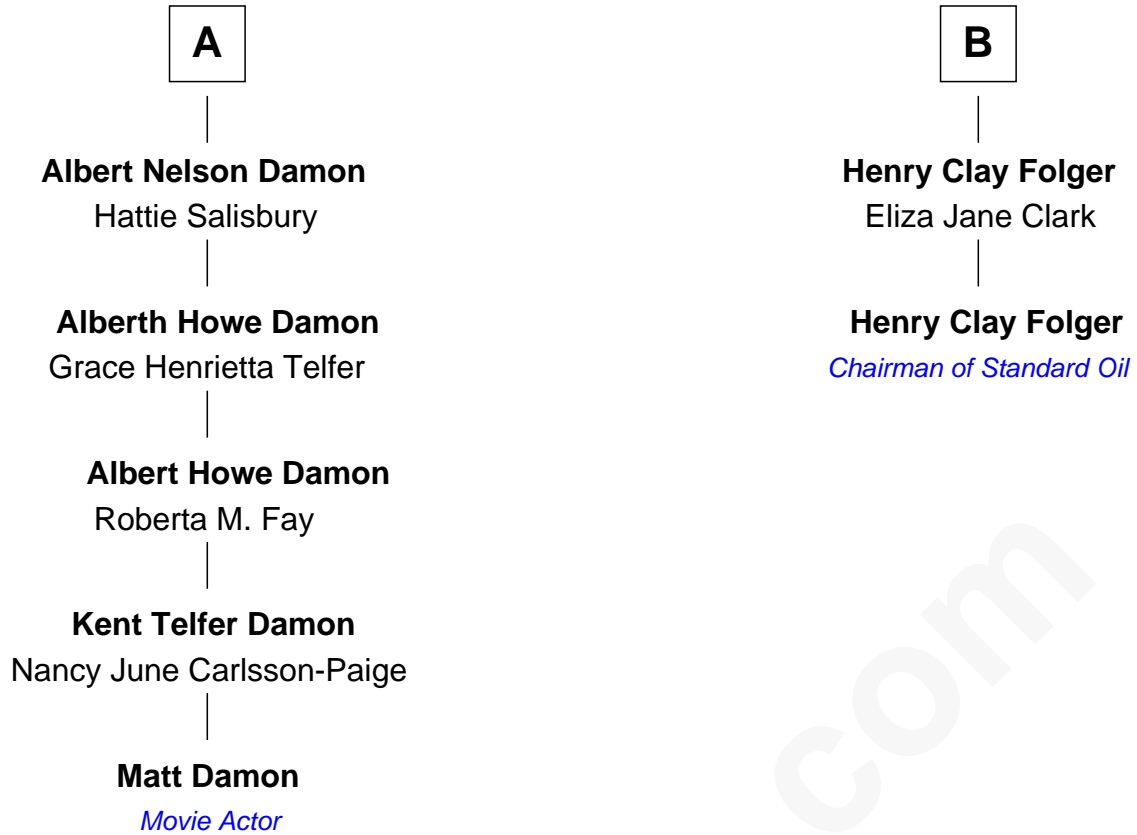 A
Albert Nelson Damon
Hattie Salisbury
Alberth Howe Damon
Grace Henrietta Telfer
Albert Howe Damon
Roberta M. Fay
Kent Telfer Damon
Nancy June Carlsson-Paige
Matt Damon
Movie Actor
B
Henry Clay Folger
Eliza Jane Clark
Henry Clay Folger
Chairman of Standard Oil
com